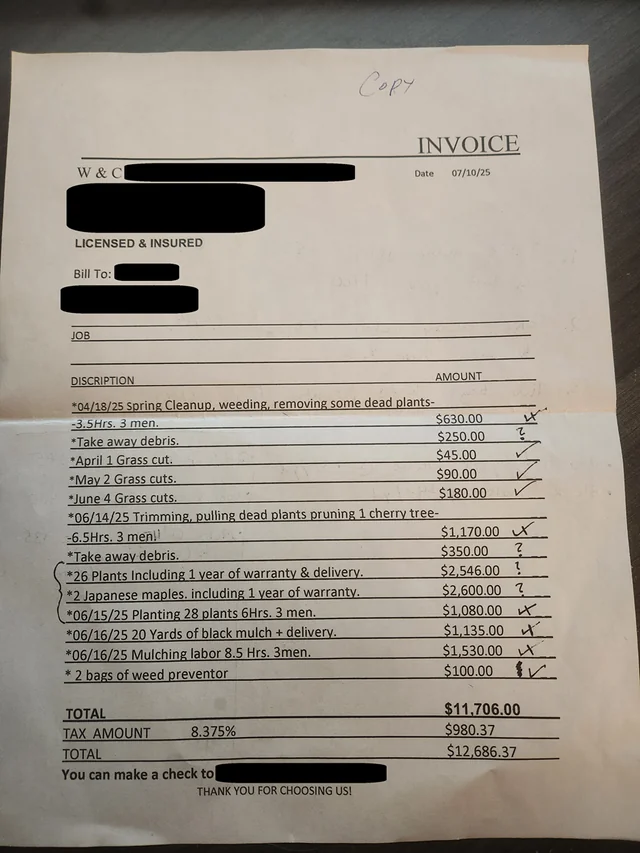 COPY
INVOICE
W & C
Date 07/10/25
LICENSED & INSURED
Bill To:
JOB
DISCRIPTION AMOUNT
*04/18/25 Spring Cleanup, weeding, removing some dead plants-
-3.5Hrs. 3 men. $630.00
*Take away debris. $250.00 ?
*April 1 Grass cut. $45.00 ✓
*May 2 Grass cuts. $90.00 ✓
*June 4 Grass cuts. $180.00 ✓
*06/14/25 Trimming, pulling dead plants pruning 1 cherry tree-
-6.5Hrs. 3 men. $1,170.00
*Take away debris. $350.00 ?
*26 Plants Including 1 year of warranty & delivery. $2,546.00 ?
*2 Japanese maples. including 1 year of warranty. $2,600.00 ?
*06/15/25 Planting 28 plants 6Hrs. 3 men. $1,080.00
*06/16/25 20 Yards of black mulch + delivery. $1,135.00
*06/16/25 Mulching labor 8.5 Hrs. 3men. $1,530.00
* 2 bags of weed preventor $100.00 ✓
TOTAL $11,706.00
TAX AMOUNT 8.375% $980.37
TOTAL $12,686.37
You can make a check to
THANK YOU FOR CHOOSING US!